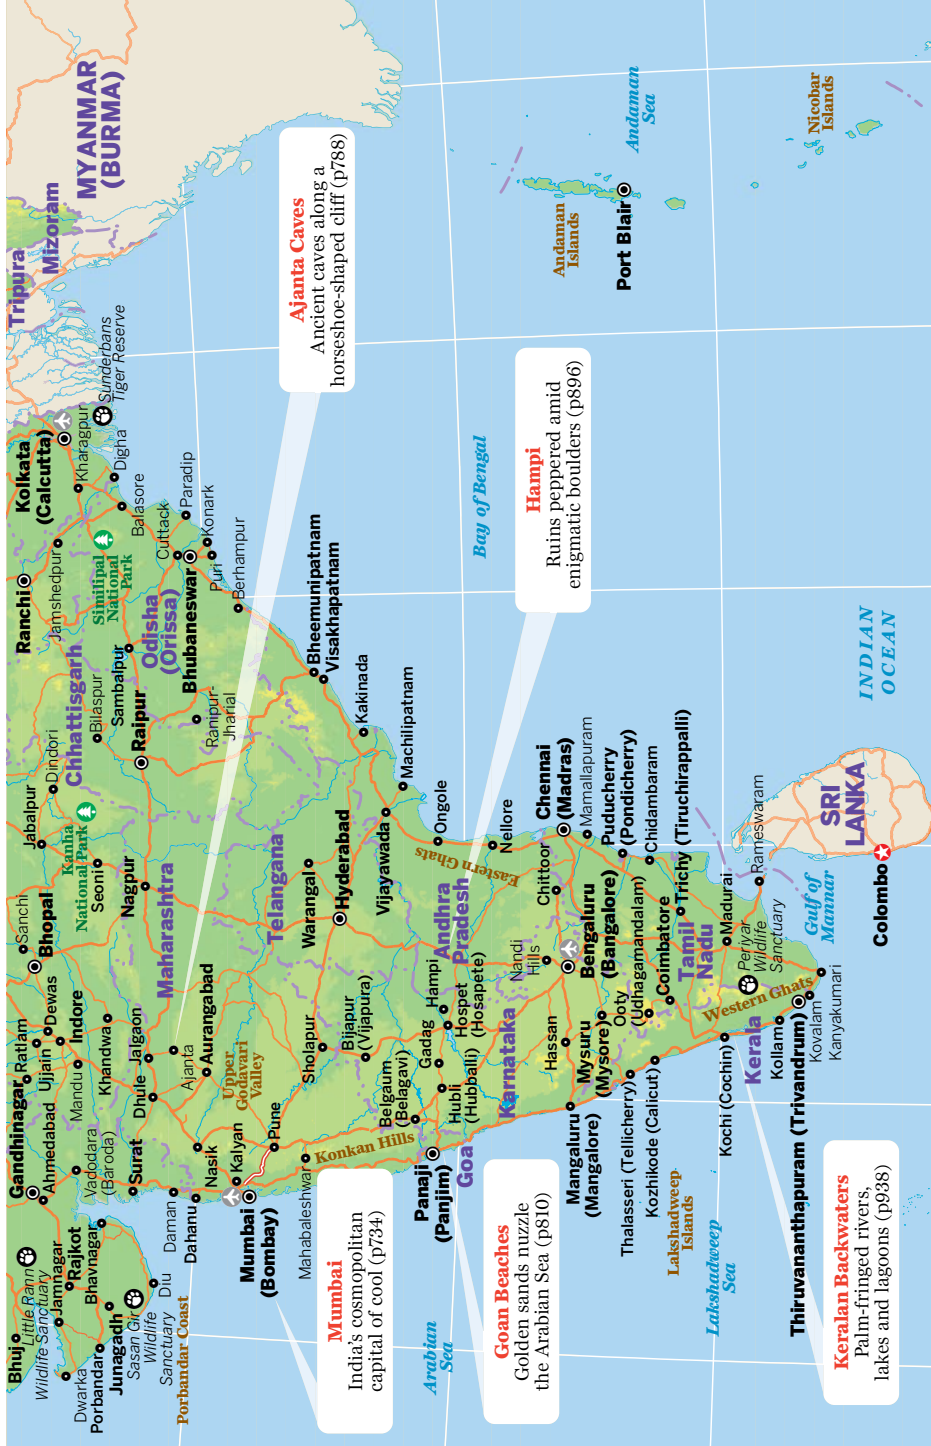 Bhuj
Little Rann
Wildlife Sanctuary
Jamnagar
Dwarka
Porbandar
Rajkot
Junagadh
Sasan Gir
Wildlife
Sanctuary
Bhavnagar
Diu
Porbandar Coast
Gandhinagar
Ahmedabad
Vadodara
(Baroda)
Surat
Daman
Dahanu
Ratlam
Ujjain
Dewas
Indore
Mandu
Khandwa
Sanchi
Bhopal
Jabalpur
Kanha
National Park
Seoni
Dindori
Chhattisgarh
Bilaspur
Raipur
Ranchi
Jamshedpur
Similipal
National
Park
Sambalpur
Odisha
(Orissa)
Bhubaneswar
Cuttack
Paradip
Konark
Puri
Berhampur
Ranipur-
Jharial
Kolkata
(Calcutta)
Kharagpur
Digha
Balasore
Sunderbans
Tiger Reserve
Tripura
Mizoram
MYANMAR
(BURMA)
Nagpur
Maharashtra
Jalgaon
Dhule
Ajanta
Aurangabad
Upper
Godavari
Valley
Nasik
Kalyan
Mumbai
(Bombay)
Pune
Mahabaleshwar
Konkan Hills
Sholapur
Bijapur
(Vijapura)
Telangana
Warangal
Hyderabad
Vijayawada
Bheemunipatnam
Visakhapatnam
Kakinada
Machilipatnam
Ongole
Nellore
Eastern Ghats
Andhra
Pradesh
Belgaum
(Belagavi)
Gadag
Hampi
Hospet
(Hosapete)
Hubli
(Hubballi)
Panaji
(Panjim)
Goa
Karnataka
Nandi
Hills
Hassan
Chittoor
Chennai
(Madras)
Mamallapuram
Bengaluru
(Bangalore)
Puducherry
(Pondicherry)
Chidambaram
Mangaluru
(Mangalore)
Mysuru
(Mysore)
Ooty
(Udhagamandalam)
Thalasseri (Tellicherry)
Kozhikode (Calicut)
Coimbatore
Tamil
Nadu
Trichy (Tiruchirappalli)
Madurai
Rameswaram
Periyar
Wildlife
Sanctuary
Western Ghats
Kerala
Kochi (Cochin)
Kollam
Thiruvananthapuram (Trivandrum)
Kovalam
Kanyakumari
Gulf of
Mannar
SRI
LANKA
Colombo
Lakshadweep
Islands
Lakshadweep
Sea
Arabian
Sea
Bay of Bengal
INDIAN
OCEAN
Andaman
Islands
Port Blair
Andaman
Sea
Nicobar
Islands
Ajanta Caves
Ancient caves along a
horseshoe-shaped cliff (p788)
Hampi
Ruins peppered amid
enigmatic boulders (p896)
Mumbai
India's cosmopolitan
capital of cool (p734)
Goan Beaches
Golden sands nuzzle
the Arabian Sea (p810)
Keralan Backwaters
Palm-fringed rivers,
lakes and lagoons (p938)